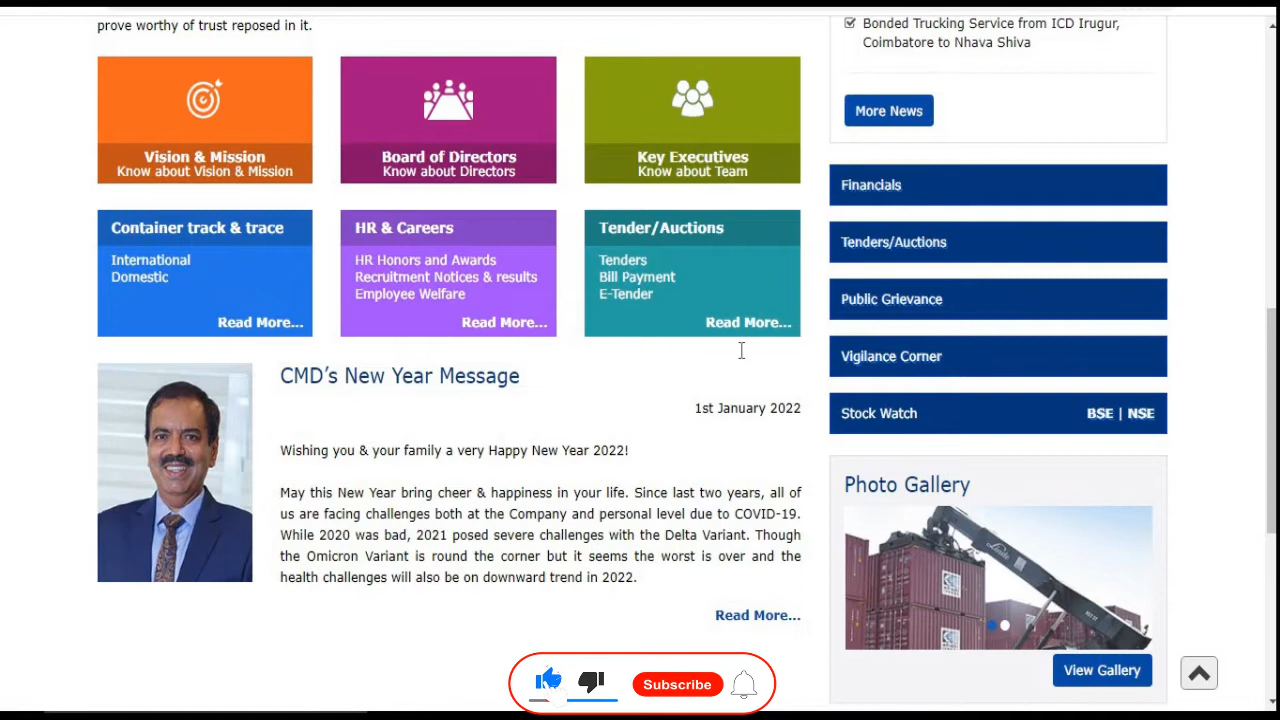 prove worthy of trust reposed in it.
Vision & Mission
Know about Vision & Mission
Board of Directors
Know about Directors
Key Executives
Know about Team
Container track & trace
International
Domestic
Read More...
HR & Careers
HR Honors and Awards
Recruitment Notices & results
Employee Welfare
Read More...
Tender/Auctions
Tenders
Bill Payment
E-Tender
Read More...
CMD’s New Year Message
1st January 2022
Wishing you & your family a very Happy New Year 2022!
May this New Year bring cheer & happiness in your life. Since last two years, all of
us are facing challenges both at the Company and personal level due to COVID-19.
While 2020 was bad, 2021 posed severe challenges with the Delta Variant. Though
the Omicron Variant is round the corner but it seems the worst is over and the
health challenges will also be on downward trend in 2022.
Read More...
Bonded Trucking Service from ICD Irugur,
Coimbatore to Nhava Shiva
More News
Financials
Tenders/Auctions
Public Grievance
Vigilance Corner
Stock Watch BSE | NSE
Photo Gallery
View Gallery
Subscribe